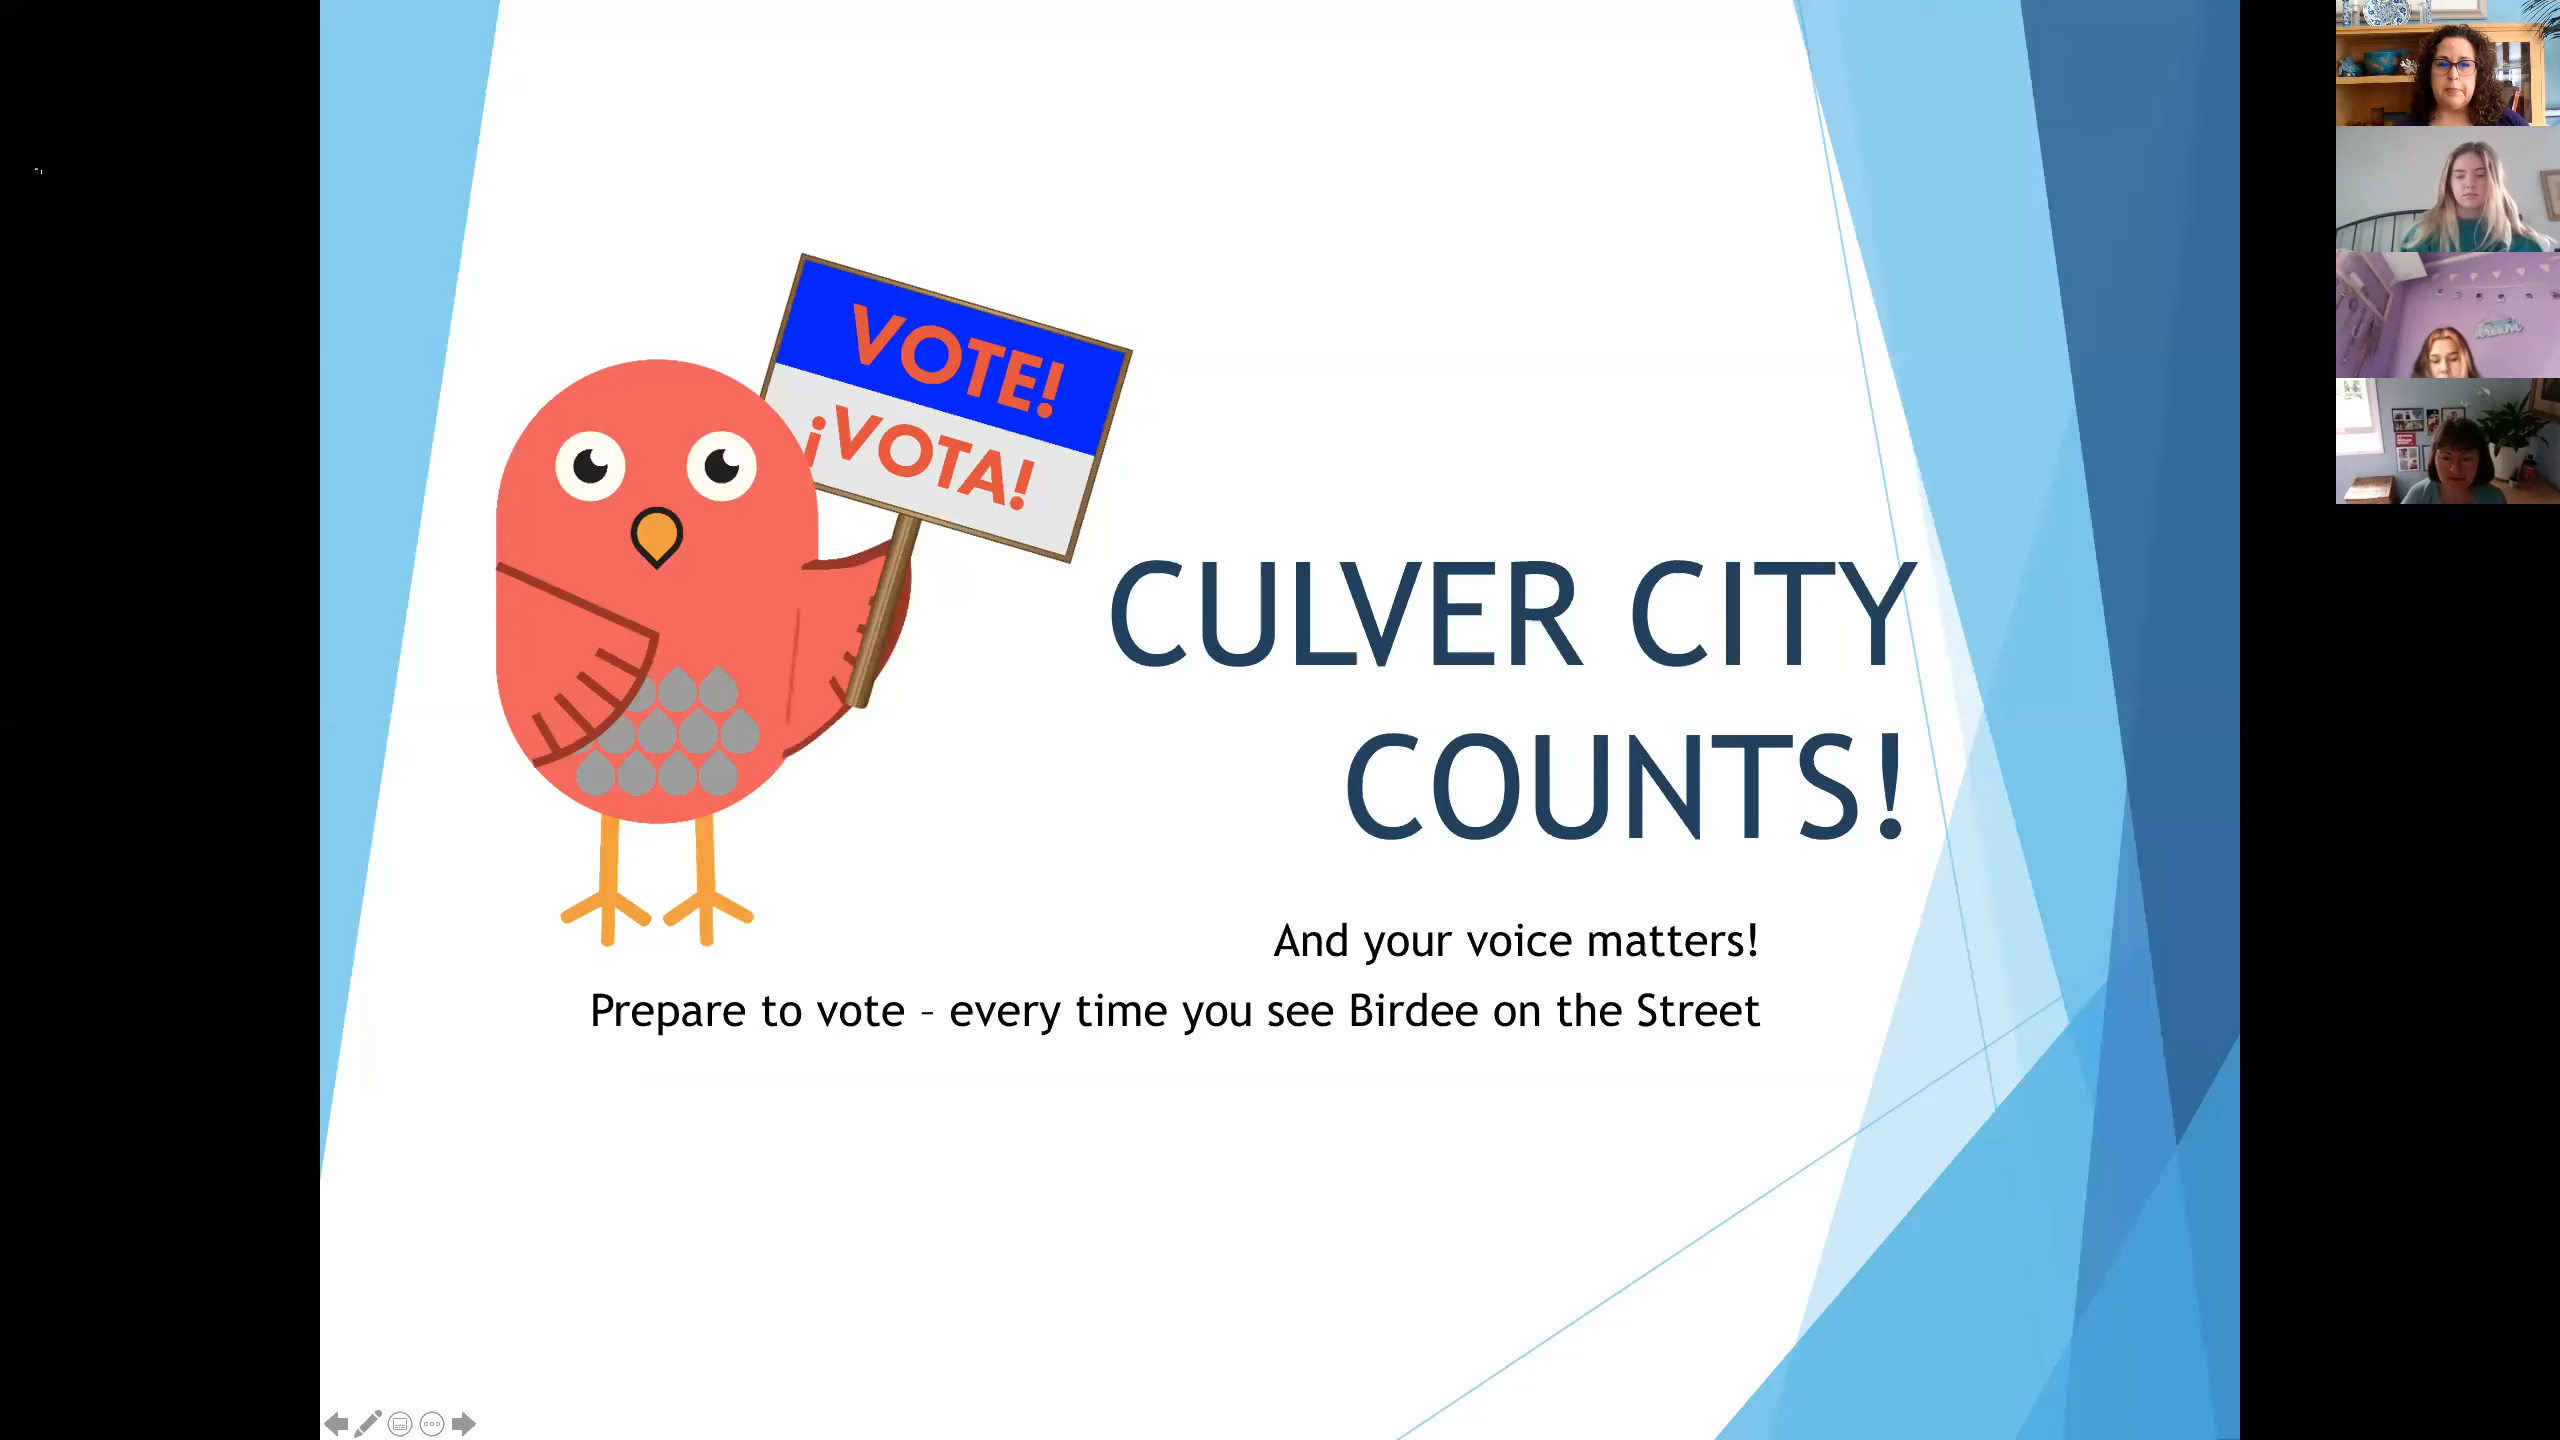 VOTE!
¡VOTA!
CULVER CITY
COUNTS!
And your voice matters!
Prepare to vote – every time you see Birdee on the Street